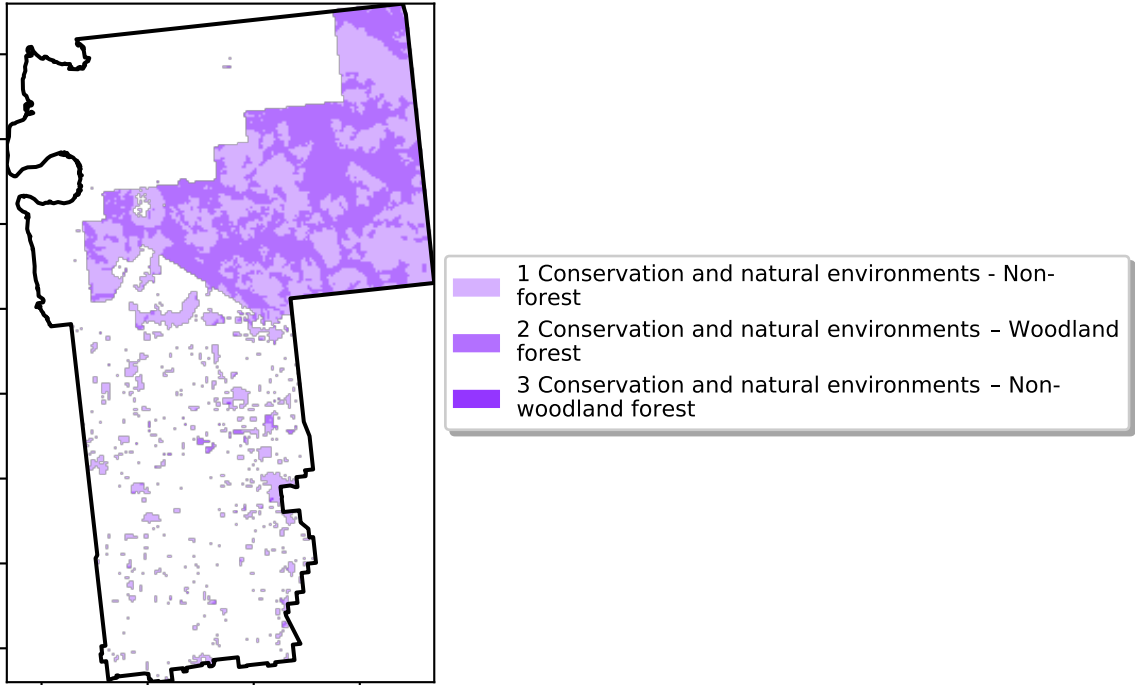 1 Conservation and natural environments - Non-
forest
2 Conservation and natural environments – Woodland
forest
3 Conservation and natural environments – Non-
woodland forest